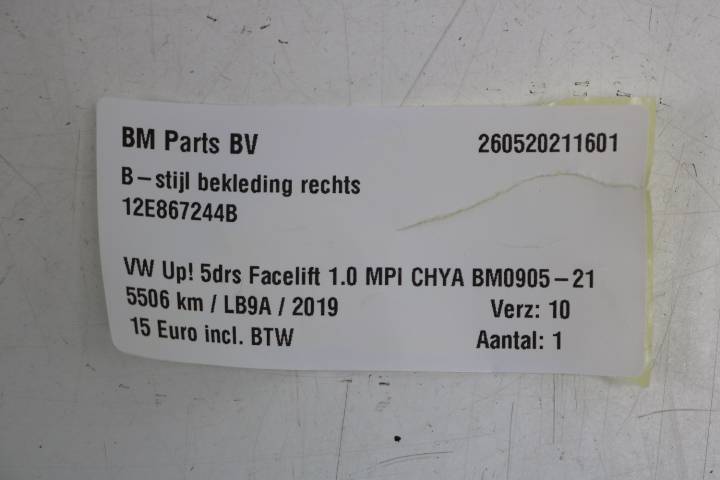 BM Parts BV 260520211601
B-stijl bekleding rechts
12E867244B
VW Up! 5drs Facelift 1.0 MPI CHYA BM0905-21
5506 km / LB9A / 2019 Verz: 10
15 Euro incl. BTW Aantal: 1